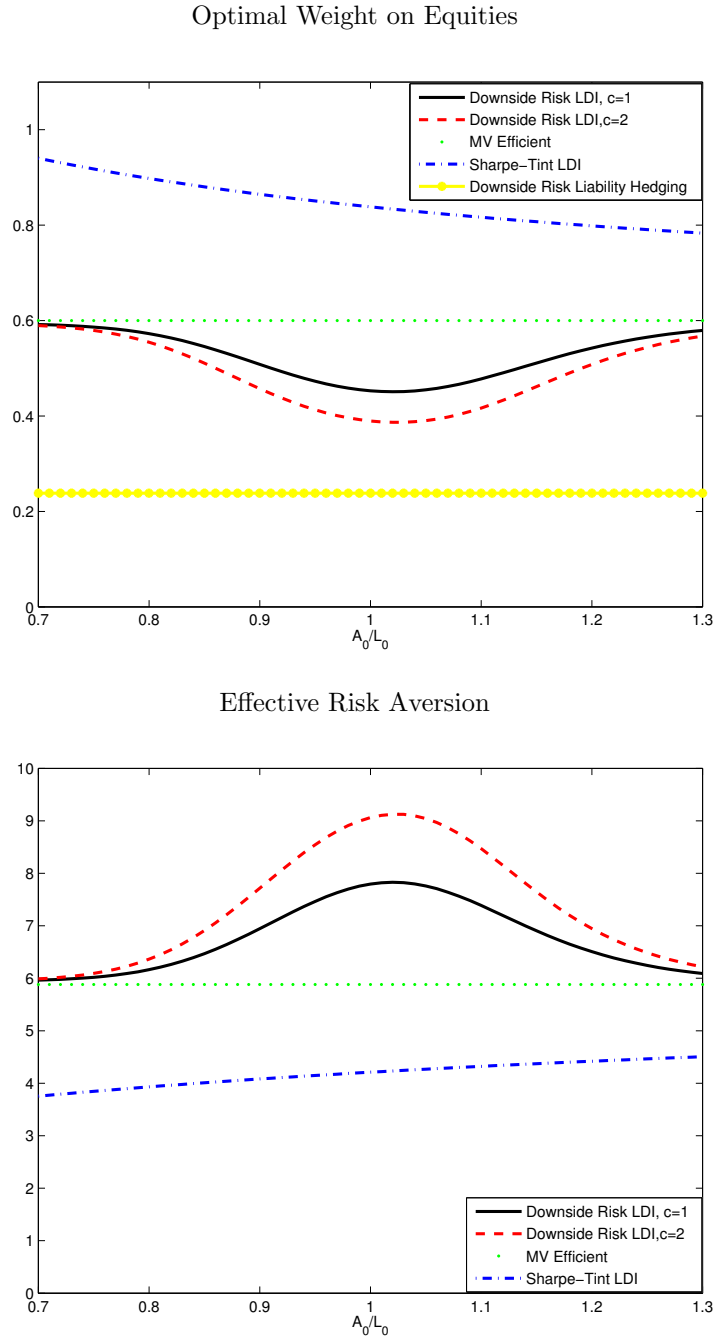 Optimal Weight on Equities
1
0.8
0.6
0.4
0.2
0
Downside Risk LDI, c=1
Downside Risk LDI,c=2
MV Efficient
Sharpe−Tint LDI
Downside Risk Liability Hedging
0.7 0.8 0.9 1 1.1 1.2 1.3
A0/L0
Effective Risk Aversion
10
9
8
7
6
5
4
3
2
1
0
Downside Risk LDI, c=1
Downside Risk LDI,c=2
MV Efficient
Sharpe−Tint LDI
0.7 0.8 0.9 1 1.1 1.2 1.3
A0/L0